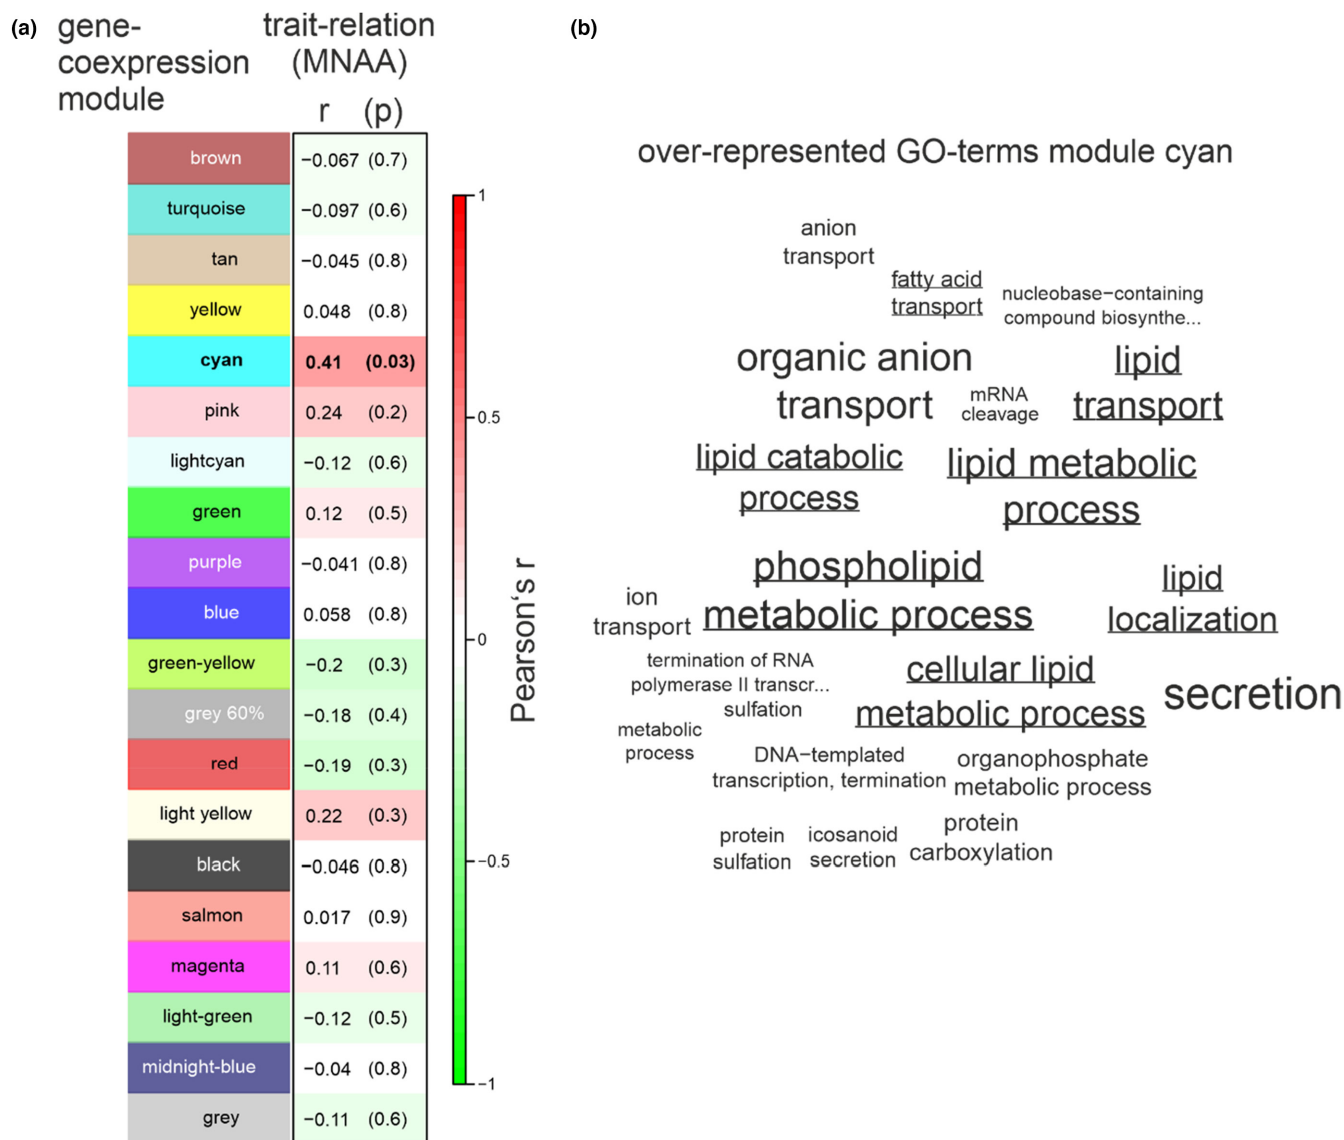 (a)
gene-
coexpression
module
trait-relation
(MNAA)
r (p)
brown −0.067 (0.7)
turquoise −0.097 (0.6)
tan −0.045 (0.8)
yellow 0.048 (0.8)
cyan 0.41 (0.03)
pink 0.24 (0.2)
lightcyan −0.12 (0.6)
green 0.12 (0.5)
purple −0.041 (0.8)
blue 0.058 (0.8)
green-yellow −0.2 (0.3)
grey 60% −0.18 (0.4)
red −0.19 (0.3)
light yellow 0.22 (0.3)
black −0.046 (0.8)
salmon 0.017 (0.9)
magenta 0.11 (0.6)
light-green −0.12 (0.5)
midnight-blue −0.04 (0.8)
grey −0.11 (0.6)
1
0.5
0
−0.5
−1
Pearson‘s r
(b)
over-represented GO-terms module cyan
anion
transport
fatty acid
transport
nucleobase−containing
compound biosynthe...
organic anion
transport
mRNA
cleavage
lipid
transport
lipid catabolic
process
lipid metabolic
process
phospholipid
metabolic process
ion
transport
lipid
localization
termination of RNA
polymerase II transcr...
sulfation
cellular lipid
metabolic process
secretion
metabolic
process
DNA−templated
transcription, termination
organophosphate
metabolic process
protein
sulfation
icosanoid
secretion
protein
carboxylation